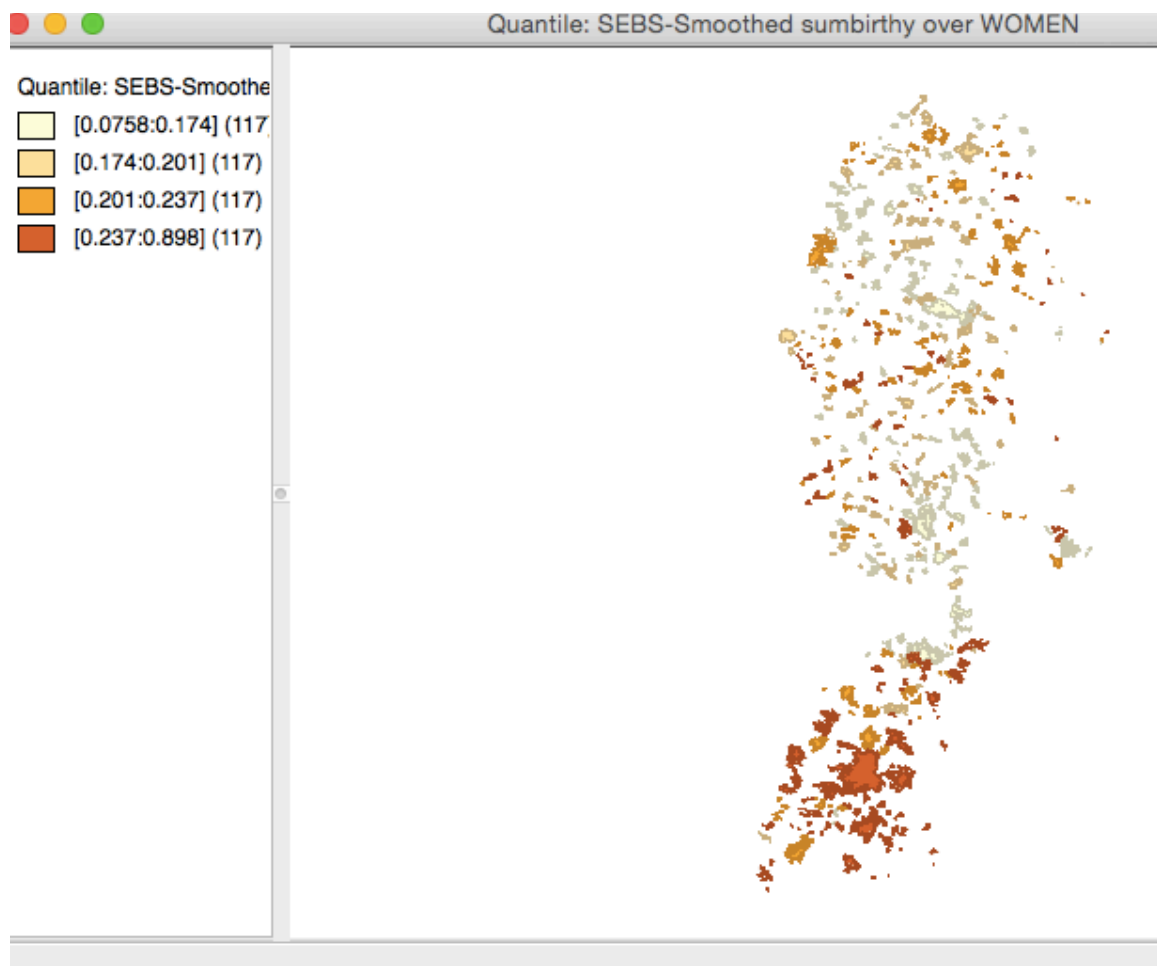 Quantile: SEBS-Smoothed sumbirthy over WOMEN
Quantile: SEBS-Smoothe
[0.0758:0.174] (117
[0.174:0.201] (117)
[0.201:0.237] (117)
[0.237:0.898] (117)